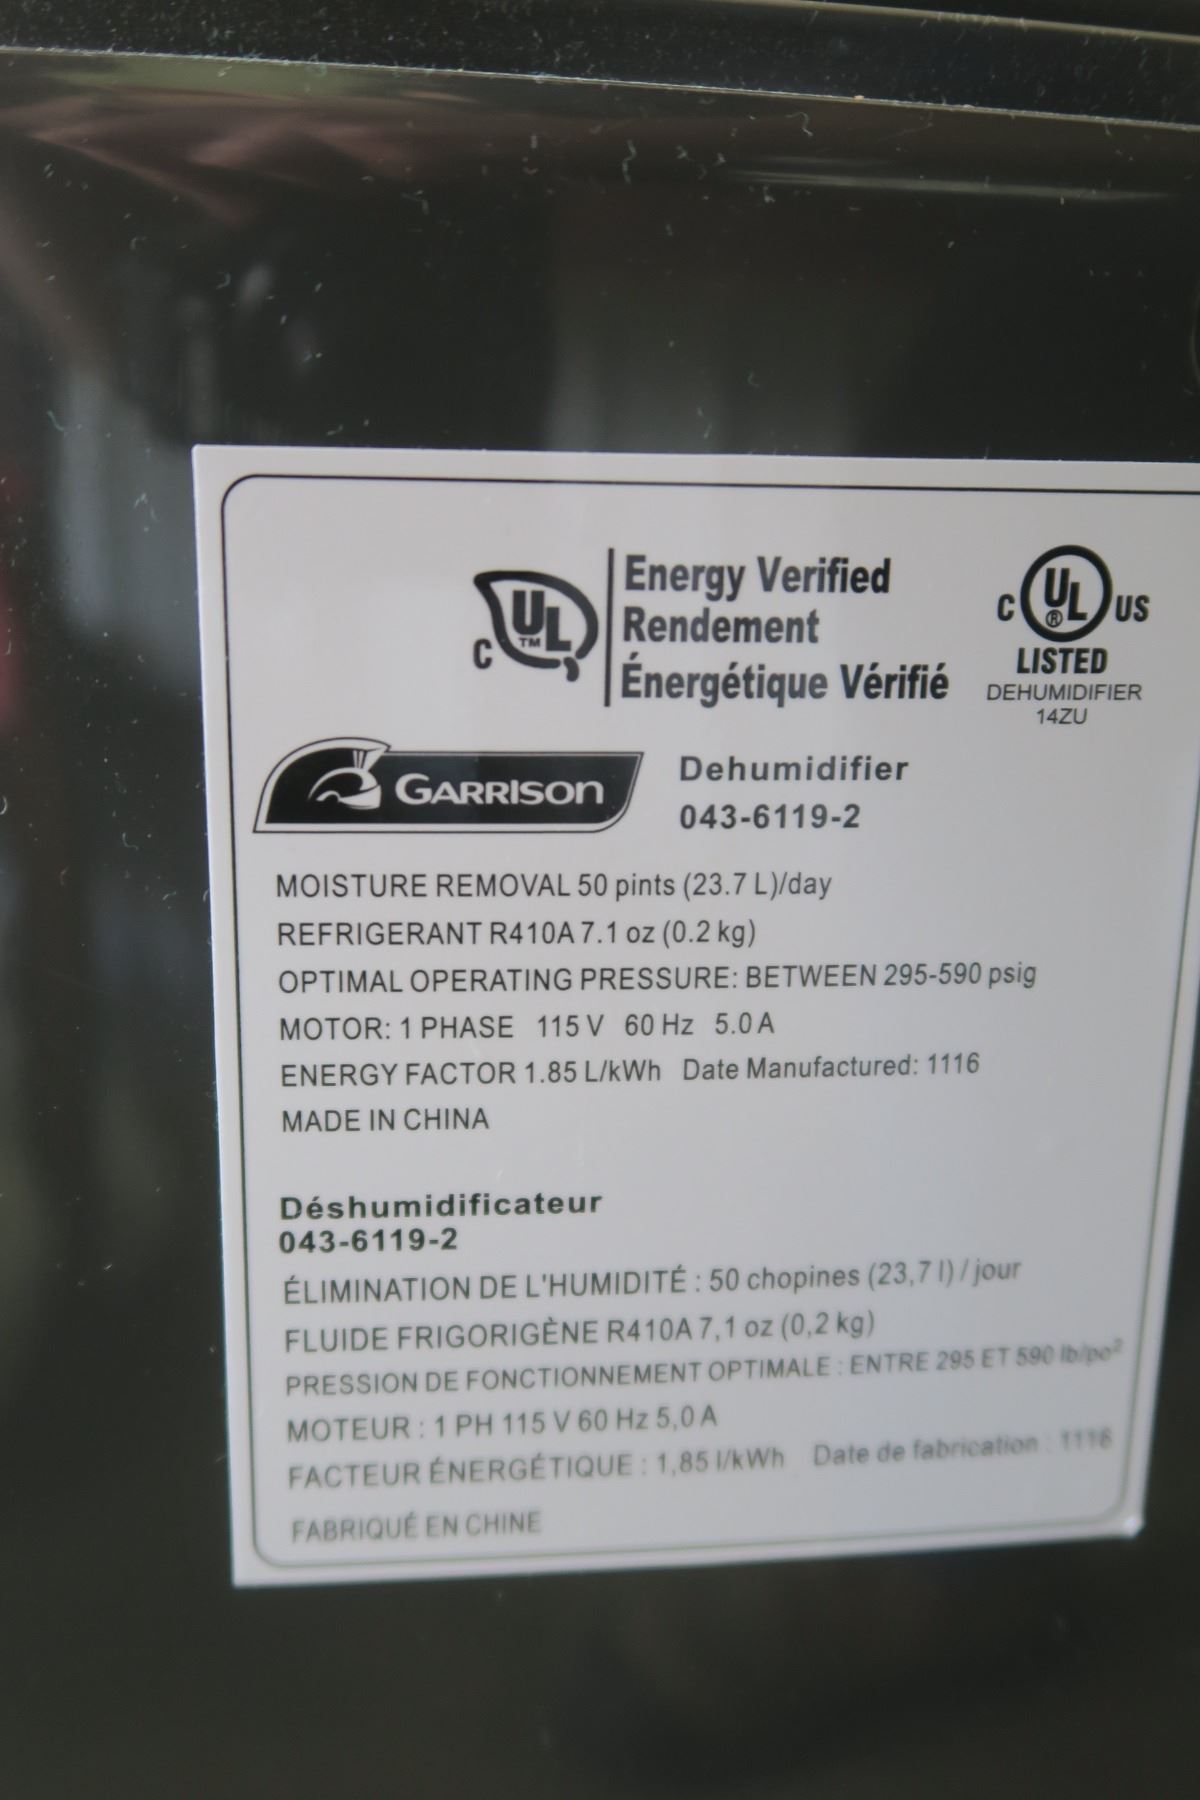 C UL TM
Energy Verified
Rendement
Énergétique Vérifié
C UL ® US
LISTED
DEHUMIDIFIER
14ZU
GARRISON
Dehumidifier
043-6119-2
MOISTURE REMOVAL 50 pints (23.7 L)/day
REFRIGERANT R410A 7.1 oz (0.2 kg)
OPTIMAL OPERATING PRESSURE: BETWEEN 295-590 psig
MOTOR: 1 PHASE 115 V 60 Hz 5.0 A
ENERGY FACTOR 1.85 L/kWh Date Manufactured: 1116
MADE IN CHINA
Déshumidificateur
043-6119-2
ÉLIMINATION DE L'HUMIDITÉ : 50 chopines (23,7 l) / jour
FLUIDE FRIGORIGÈNE R410A 7,1 oz (0,2 kg)
PRESSION DE FONCTIONNEMENT OPTIMALE : ENTRE 295 ET 590 lb/po²
MOTEUR : 1 PH 115 V 60 Hz 5,0 A
FACTEUR ÉNERGÉTIQUE : 1,85 l/kWh Date de fabrication : 1116
FABRIQUÉ EN CHINE